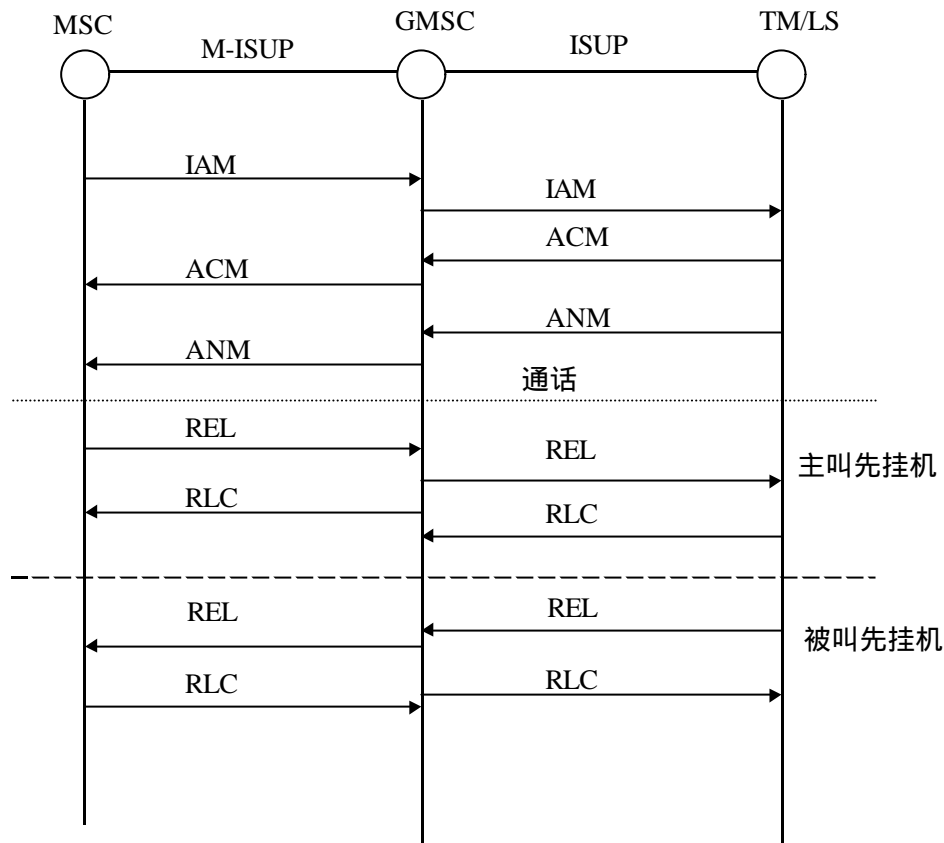 MSC
GMSC
TM/LS
M-ISUP
ISUP
IAM
IAM
ACM
ACM
ANM
ANM
通话
REL
REL
主叫先挂机
RLC
RLC
REL
REL
被叫先挂机
RLC
RLC